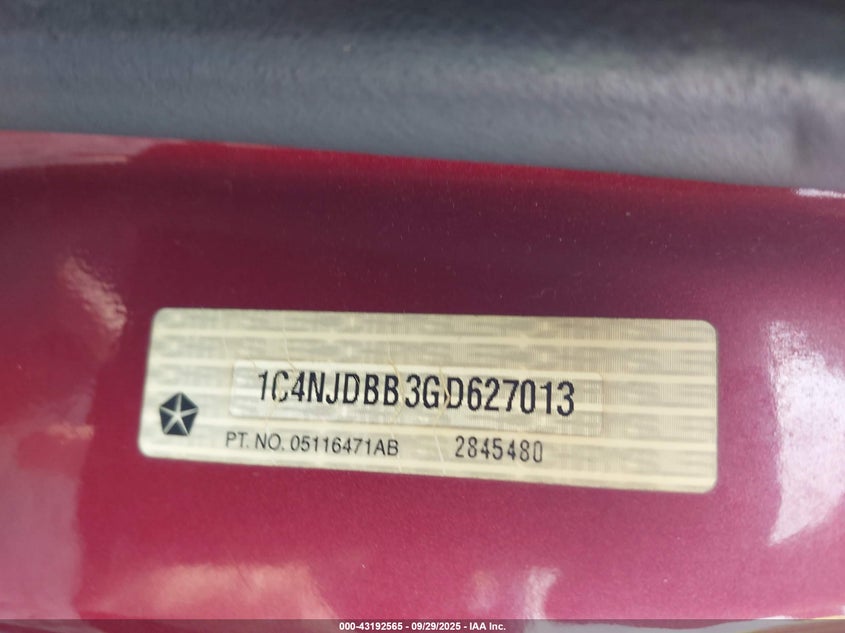 1C4NJDBB3GD627013
PT. NO. 05116471AB 2845480
000-43192565 | 09/29/2025 - IAA Inc.